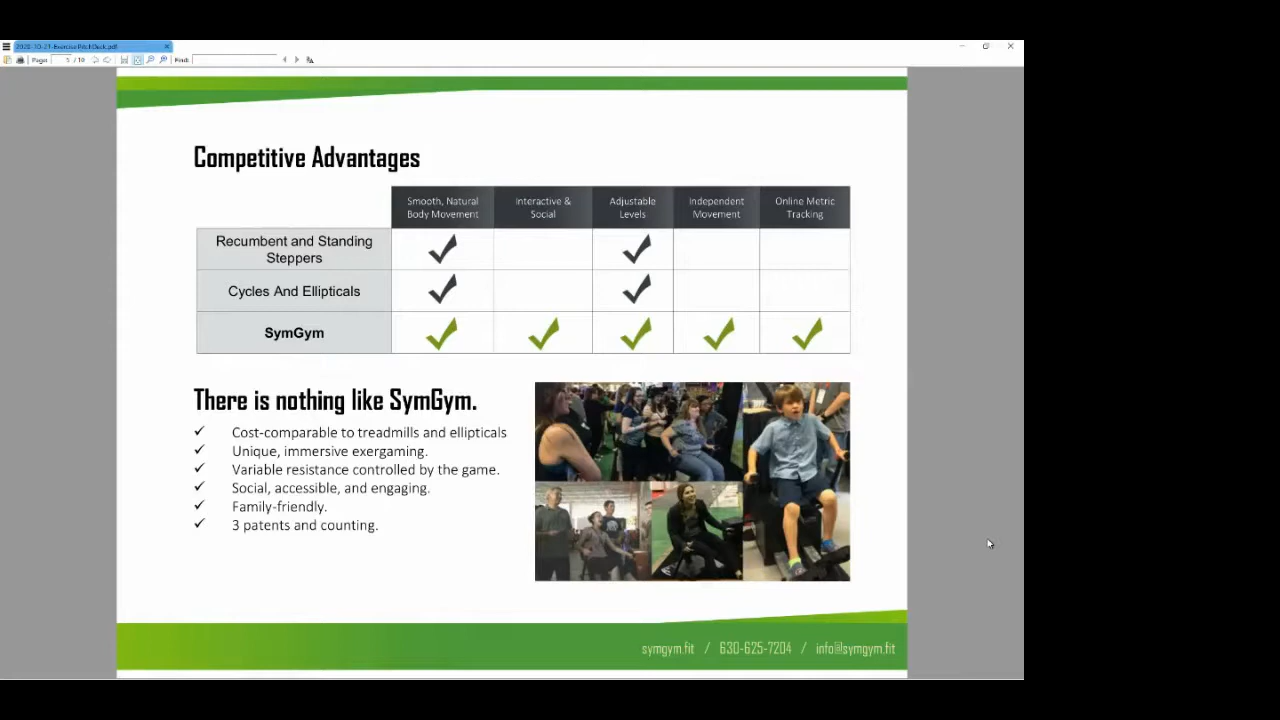 2020-10-21-Exercise Pitch Deck.pdf
Page: 5 / 10
Find:
Competitive Advantages
Smooth, Natural Body Movement
Interactive & Social
Adjustable Levels
Independent Movement
Online Metric Tracking
Recumbent and Standing Steppers
Cycles And Ellipticals
SymGym
There is nothing like SymGym.
Cost-comparable to treadmills and ellipticals
Unique, immersive exergaming.
Variable resistance controlled by the game.
Social, accessible, and engaging.
Family-friendly.
3 patents and counting.
symgym.fit / 630-625-7204 / info@symgym.fit